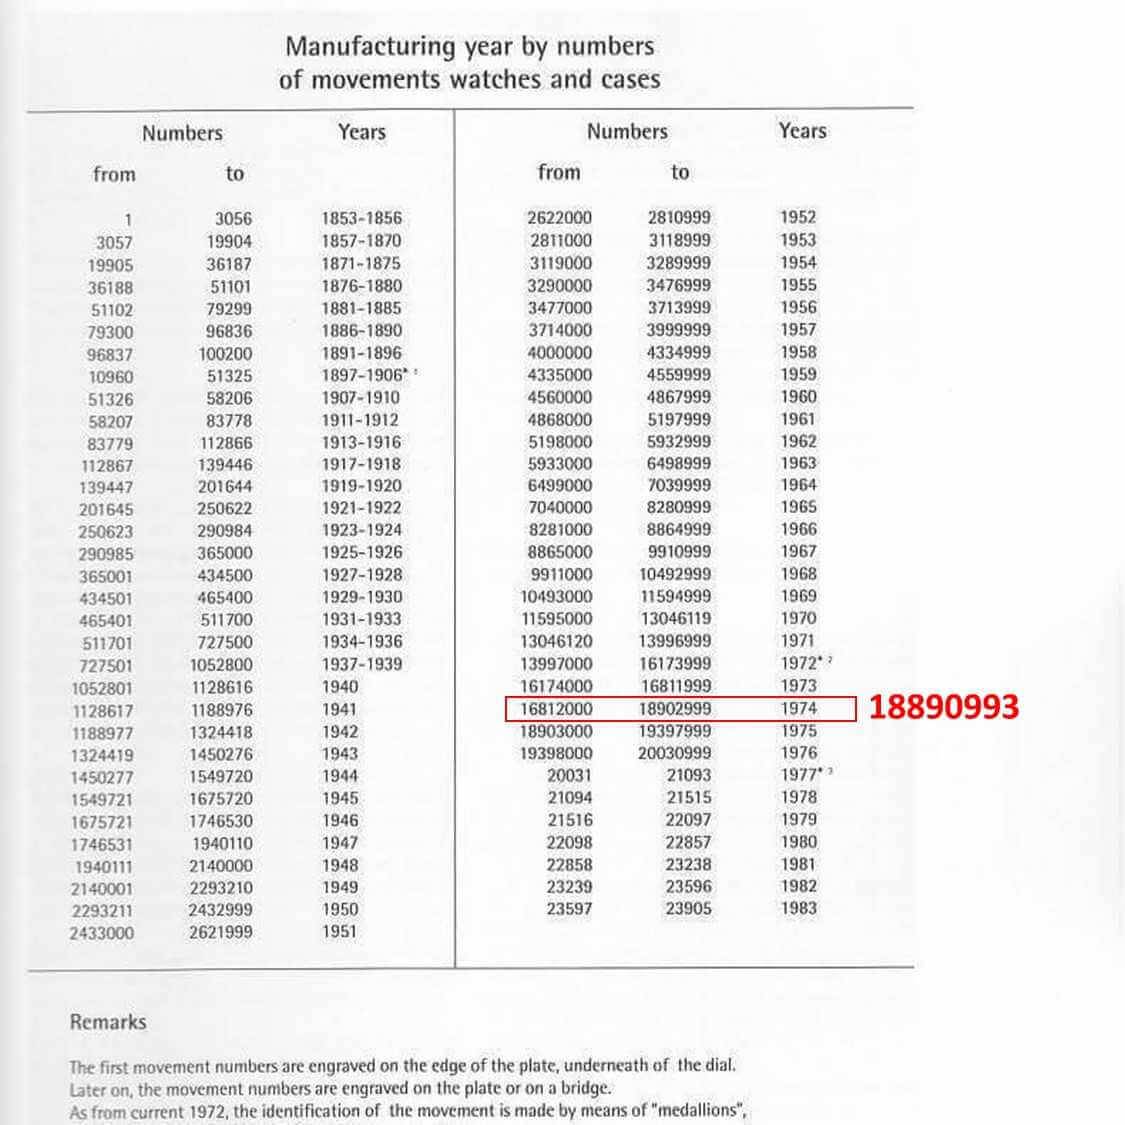 Manufacturing year by numbers
of movements watches and cases
Numbers Years
from to
1 3056 1853-1856
3057 19904 1857-1870
19905 36187 1871-1875
36188 51101 1876-1880
51102 79299 1881-1885
79300 96836 1886-1890
96837 100200 1891-1896
10960 51325 1897-1906*
51326 58206 1907-1910
58207 83778 1911-1912
83779 112866 1913-1916
112867 139446 1917-1918
139447 201644 1919-1920
201645 250622 1921-1922
250623 290984 1923-1924
290985 365000 1925-1926
365001 434500 1927-1928
434501 465400 1929-1930
465401 511700 1931-1933
511701 727500 1934-1936
727501 1052800 1937-1939
1052801 1128616 1940
1128617 1188976 1941
1188977 1324418 1942
1324419 1450276 1943
1450277 1549720 1944
1549721 1675720 1945
1675721 1746530 1946
1746531 1940110 1947
1940111 2140000 1948
2140001 2293210 1949
2293211 2432999 1950
2433000 2621999 1951
Numbers Years
from to
2622000 2810999 1952
2811000 3118999 1953
3119000 3289999 1954
3290000 3476999 1955
3477000 3713999 1956
3714000 3999999 1957
4000000 4334999 1958
4335000 4559999 1959
4560000 4867999 1960
4868000 5197999 1961
5198000 5932999 1962
5933000 6498999 1963
6499000 7039999 1964
7040000 8280999 1965
8281000 8864999 1966
8865000 9910999 1967
9911000 10492999 1968
10493000 11594999 1969
11595000 13046119 1970
13046120 13996999 1971
13997000 16173999 1972*²
16174000 16811999 1973
16812000 18902999 1974 18890993
18903000 19397999 1975
19398000 20030999 1976
20031 21093 1977*³
21094 21515 1978
21516 22097 1979
22098 22857 1980
22858 23238 1981
23239 23596 1982
23597 23905 1983
Remarks
The first movement numbers are engraved on the edge of the plate, underneath of the dial.
Later on, the movement numbers are engraved on the plate or on a bridge.
As from current 1972, the identification of the movement is made by means of "medallions",